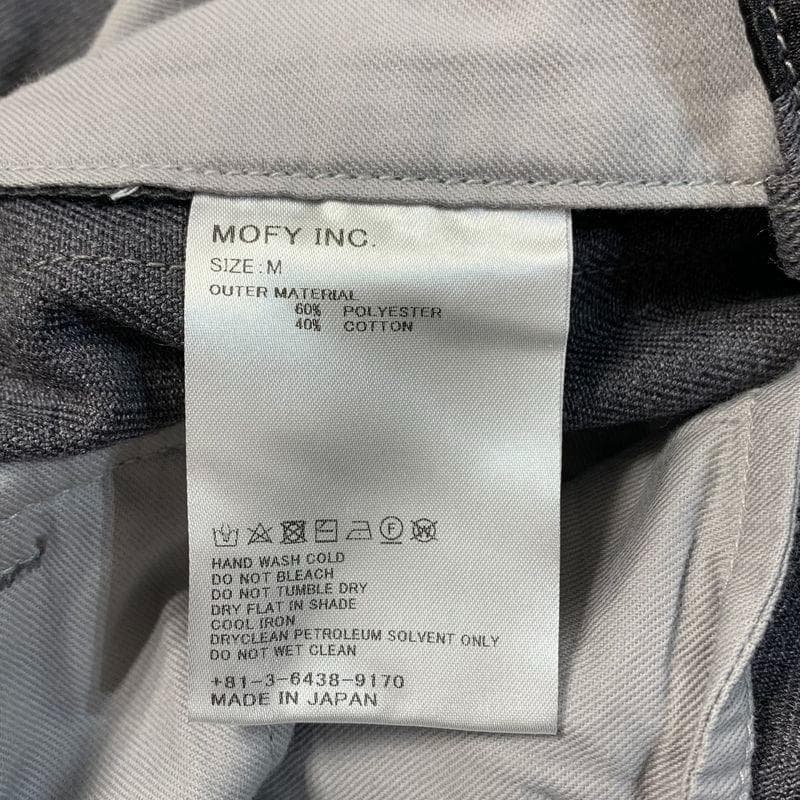 MOFY INC.
SIZE:M
OUTER MATERIAL
60% POLYESTER
40% COTTON
F
W
HAND WASH COLD
DO NOT BLEACH
DO NOT TUMBLE DRY
DRY FLAT IN SHADE
COOL IRON
DRYCLEAN PETROLEUM SOLVENT ONLY
DO NOT WET CLEAN
+81-3-6438-9170
MADE IN JAPAN